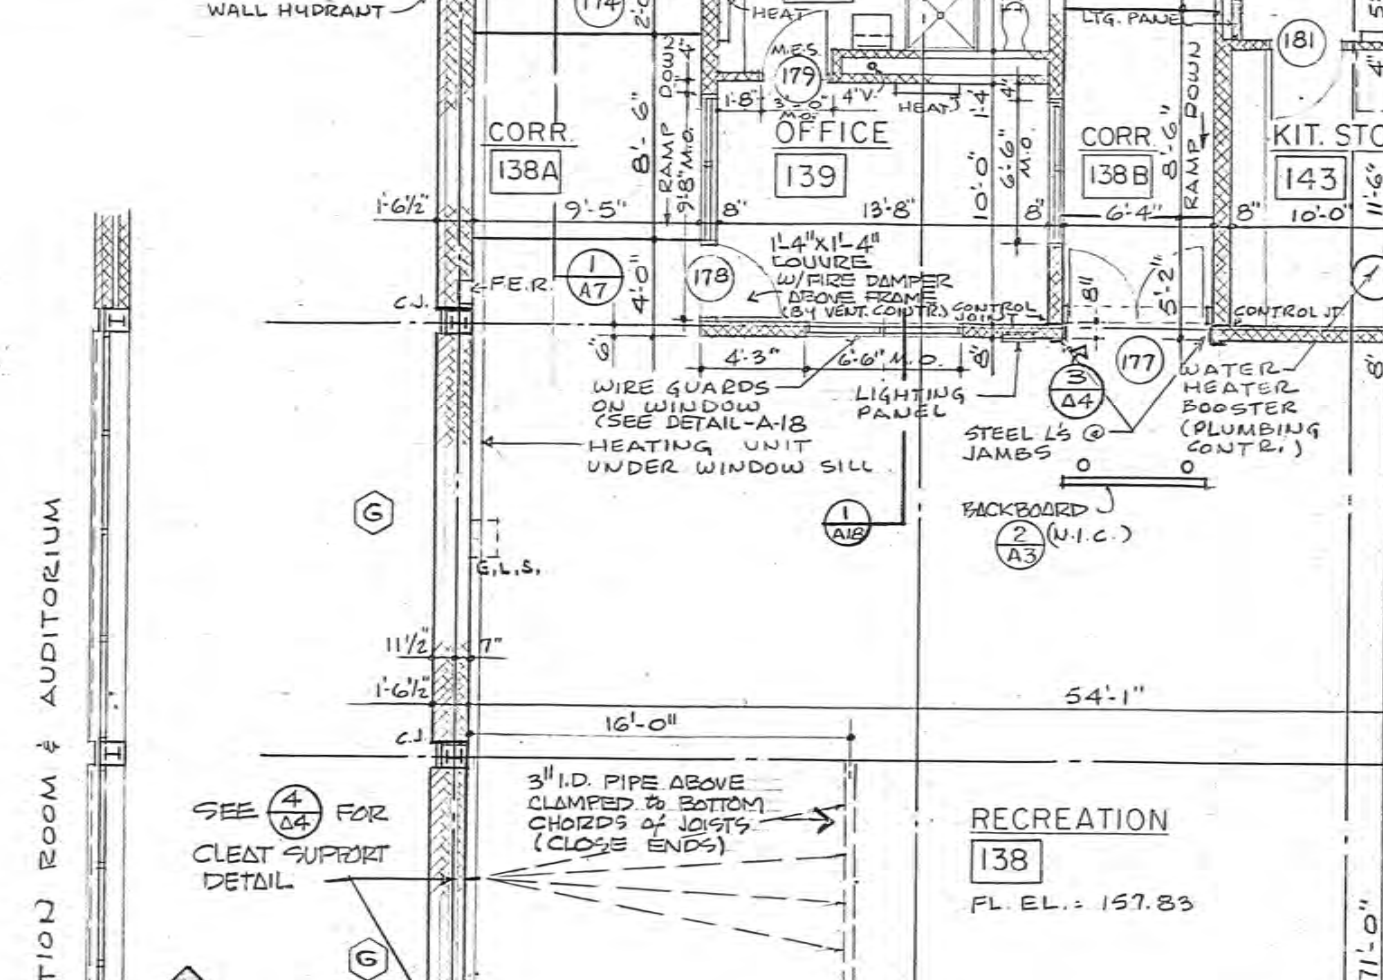 WALL HYDRANT
174
2'-0
HEAT
LTG. PANEL
181
M.E.S.
179
DOWN
4'-4"
1'-8"
3'-0"
M.O.
4"V.
HEAT
1'-4
4"
CORR.
138A
8'-6"
RAMP
9'-8" M.O.
OFFICE
139
10'-0"
6'-6"
M.O.
CORR.
138B
8'-6"
RAMP DOWN
KIT. STO
143
11'-6"
4"
1'-6½"
9'-5"
8"
13'-8"
8"
6'-4"
8"
10'-0"
1'-4" X 1'-4"
LOUVRE
W/FIRE DAMPER
ABOVE FRAME
(BY VENT. CONTR.)
CONTROL
JOINT
F.E.R.
1
A7
178
4'-0"
8"
5'-2"
1
C.J.
CONTROL JT.
6"
4'-3"
6'-6" M.O.
8"
177
8"
WIRE GUARDS
ON WINDOW
(SEE DETAIL-A-18
LIGHTING
PANEL
3
A4
WATER
HEATER
BOOSTER
(PLUMBING
CONTR.)
STEEL L'S @
JAMBS
HEATING UNIT
UNDER WINDOW SILL
G
1
A18
BACKBOARD
(N.I.C.)
2
A3
E.L.S.
11½"
7"
1'-6½"
54'-1"
16'-0"
C.J.
3" I.D. PIPE ABOVE
CLAMPED to BOTTOM
CHORDS of JOISTS
(CLOSE ENDS)
SEE
4
A4
FOR
CLEAT SUPPORT
DETAIL
RECREATION
138
FL. EL. = 157.83
G
71'-0"
TION ROOM & AUDITORIUM